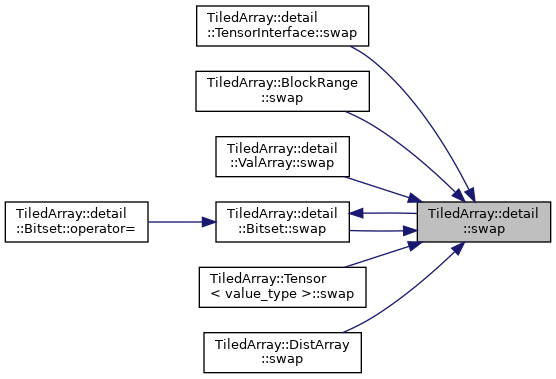 TiledArray::detail
::TensorInterface::swap
TiledArray::BlockRange
::swap
TiledArray::detail
::ValArray::swap
TiledArray::detail
::Bitset::operator=
TiledArray::detail
::Bitset::swap
TiledArray::detail
::swap
TiledArray::Tensor
< value_type >::swap
TiledArray::DistArray
::swap